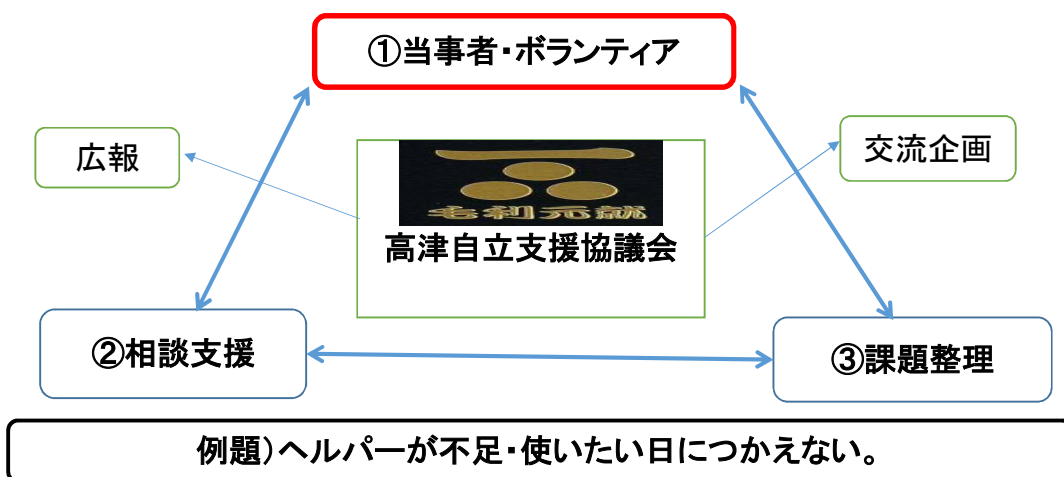 ①当事者・ボランティア
広報
交流企画
毛利元就
高津自立支援協議会
②相談支援
③課題整理
例題）ヘルパーが不足・使いたい日につかえない。